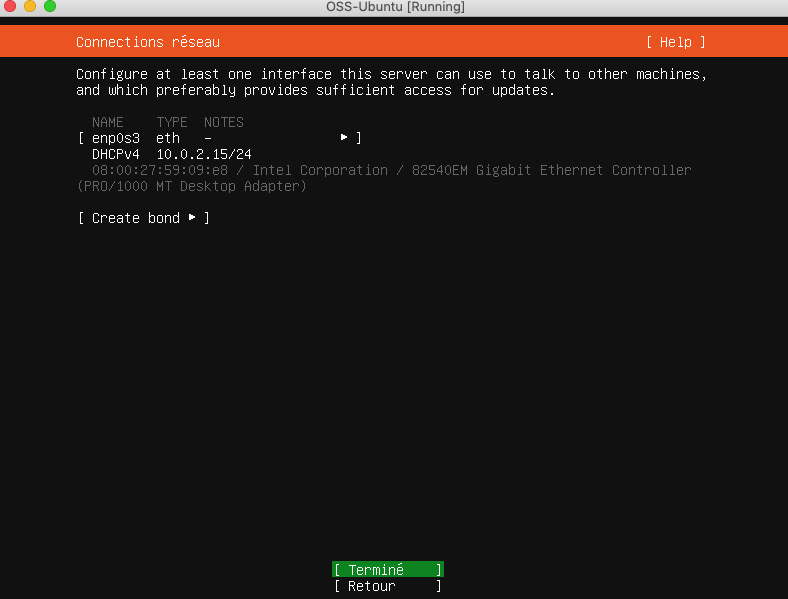 OSS-Ubuntu [Running]
Connections réseau [ Help ]
Configure at least one interface this server can use to talk to other machines,
and which preferably provides sufficient access for updates.
NAME TYPE NOTES
[ enp0s3 eth - ▸ ]
DHCPv4 10.0.2.15/24
08:00:27:59:09:e8 / Intel Corporation / 82540EM Gigabit Ethernet Controller
(PRO/1000 MT Desktop Adapter)
[ Create bond ▸ ]
[ Terminé ]
[ Retour ]